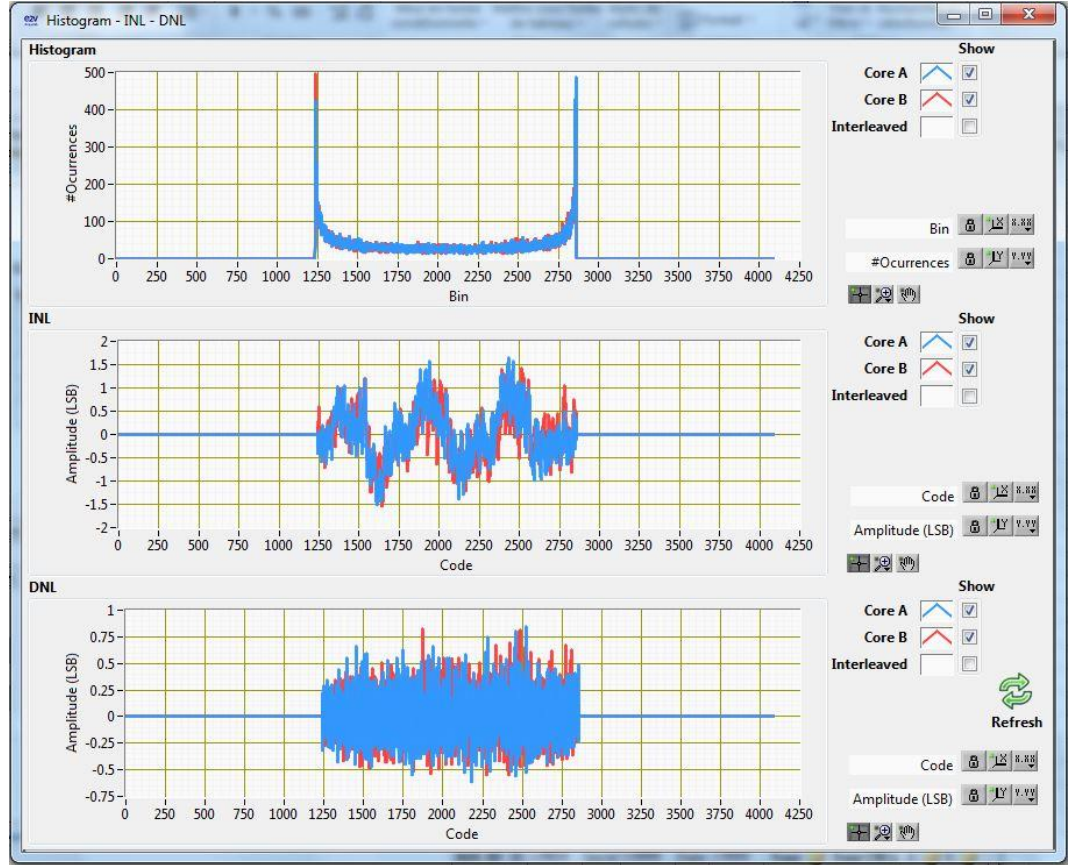 e2v Histogram - INL - DNL
Histogram
Show
500
400
300
200
100
0
#Ocurrences
0 250 500 750 1000 1250 1500 1750 2000 2250 2500 2750 3000 3250 3500 3750 4000 4250
Bin
Core A
Core B
Interleaved
Bin
#Ocurrences
INL
Show
2
1.5
1
0.5
0
-0.5
-1
-1.5
-2
Amplitude (LSB)
0 250 500 750 1000 1250 1500 1750 2000 2250 2500 2750 3000 3250 3500 3750 4000 4250
Code
Core A
Core B
Interleaved
Code
Amplitude (LSB)
DNL
Show
1
0.75
0.5
0.25
0
-0.25
-0.5
-0.75
Amplitude (LSB)
0 250 500 750 1000 1250 1500 1750 2000 2250 2500 2750 3000 3250 3500 3750 4000 4250
Code
Core A
Core B
Interleaved
Refresh
Code
Amplitude (LSB)